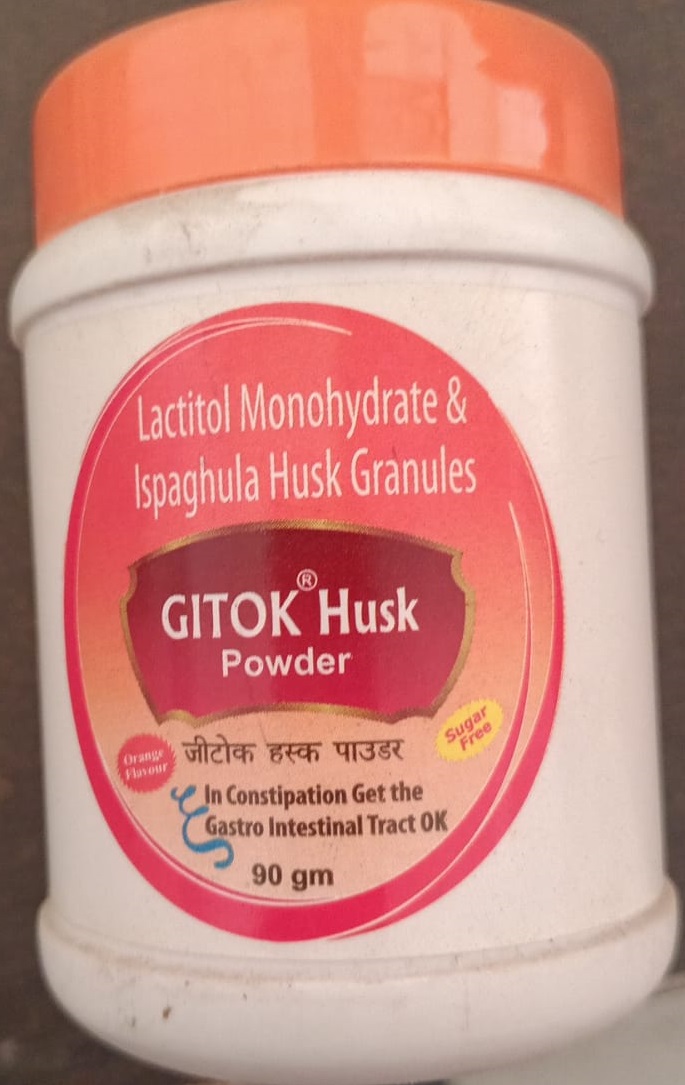 Lactitol Monohydrate &
Ispaghula Husk Granules
GITOK® Husk
Powder
जीटोक हस्क पाउडर
Orange
Flavour
Sugar
Free
In Constipation Get the
Gastro Intestinal Tract OK
90 gm